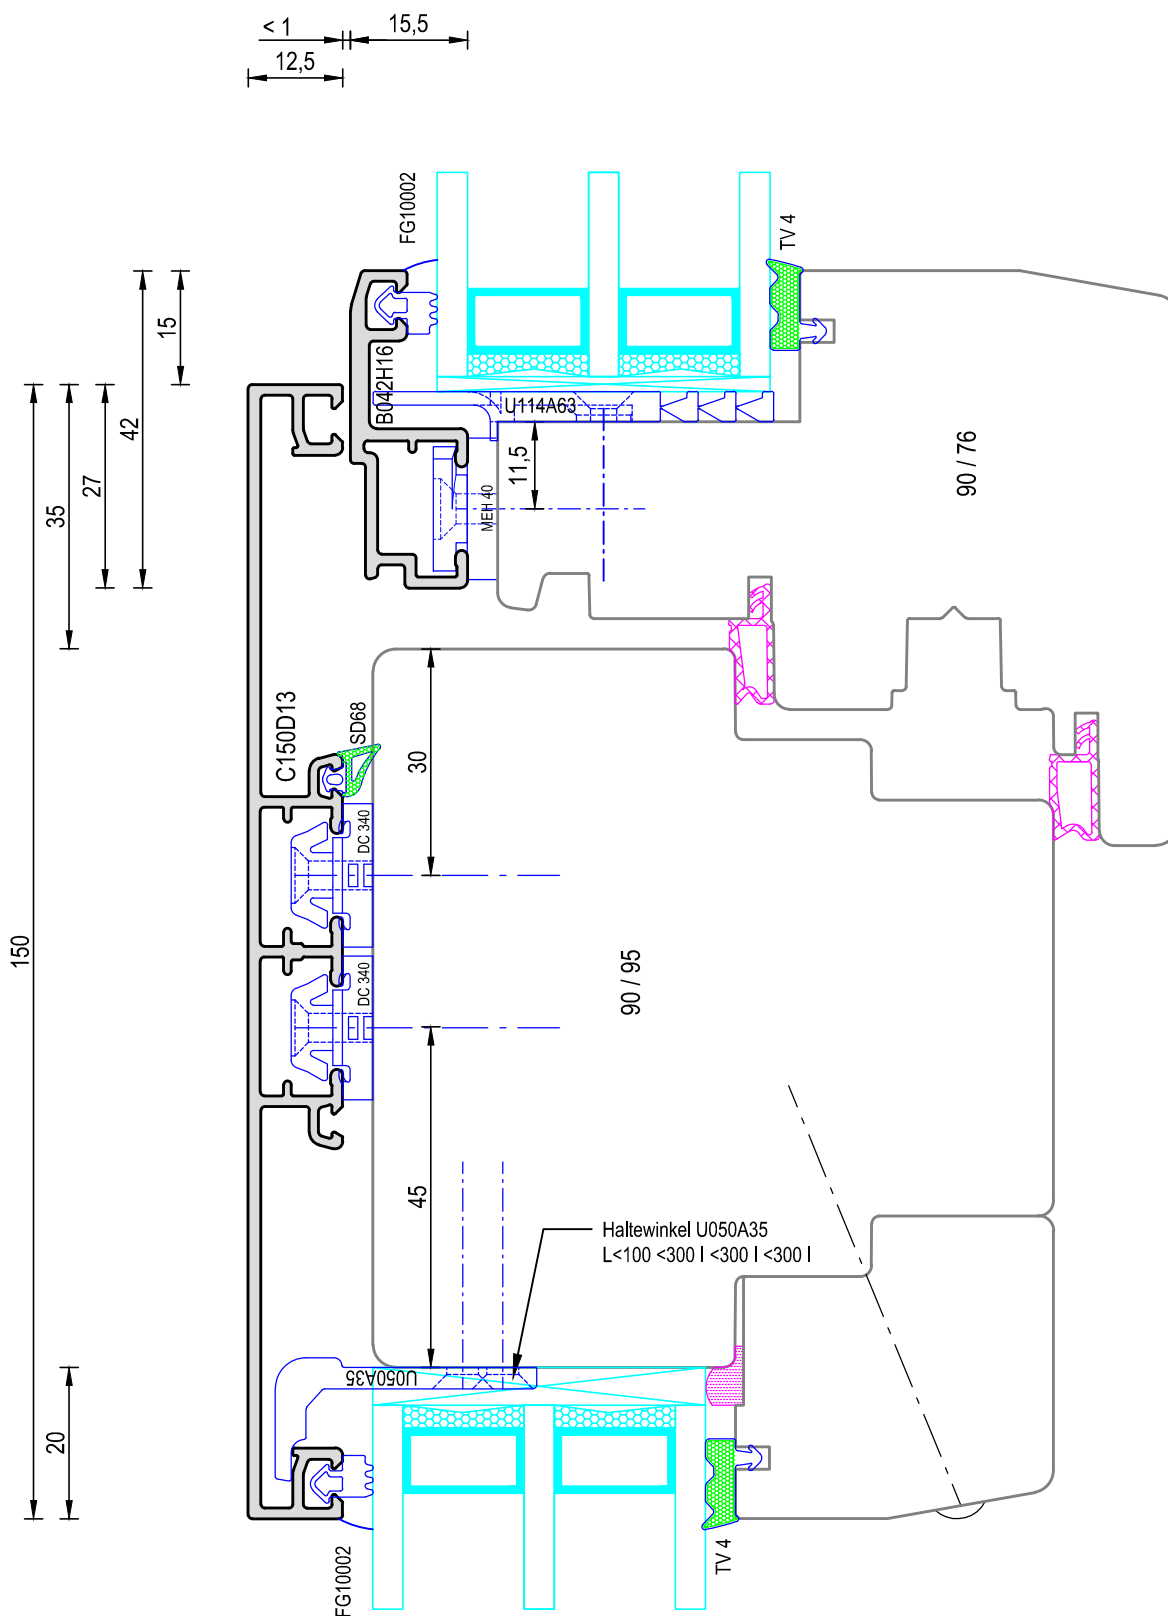 < 1
15,5
12,5
FG10002
TV 4
15
42
B042H16
U114A63
11,5
90 / 76
27
35
MEH 40
C150D13
SD68
30
DC 340
150
DC 340
90 / 95
45
Haltewinkel U050A35
L<100 <300 l <300 l <300 l
U050A35
20
FG10002
TV 4